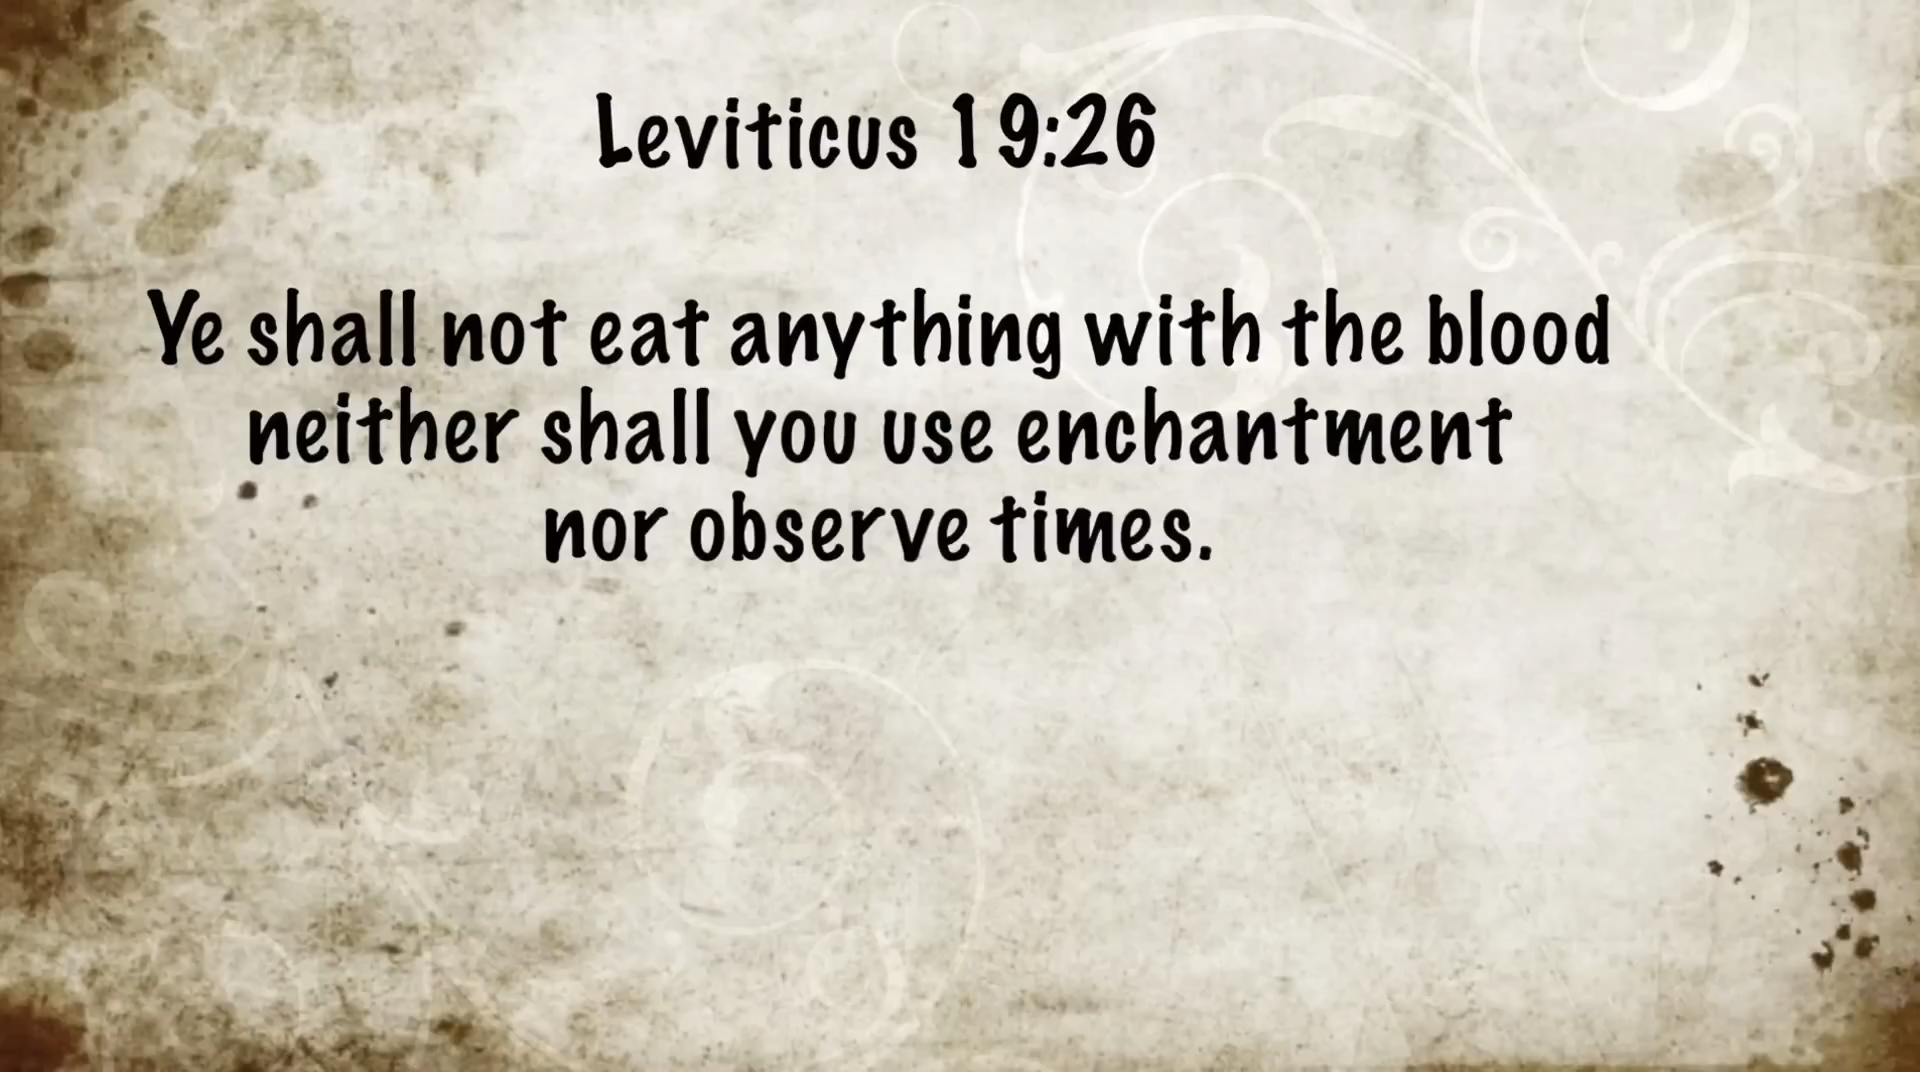 Leviticus 19:26
Ye shall not eat anything with the blood
neither shall you use enchantment
nor observe times.